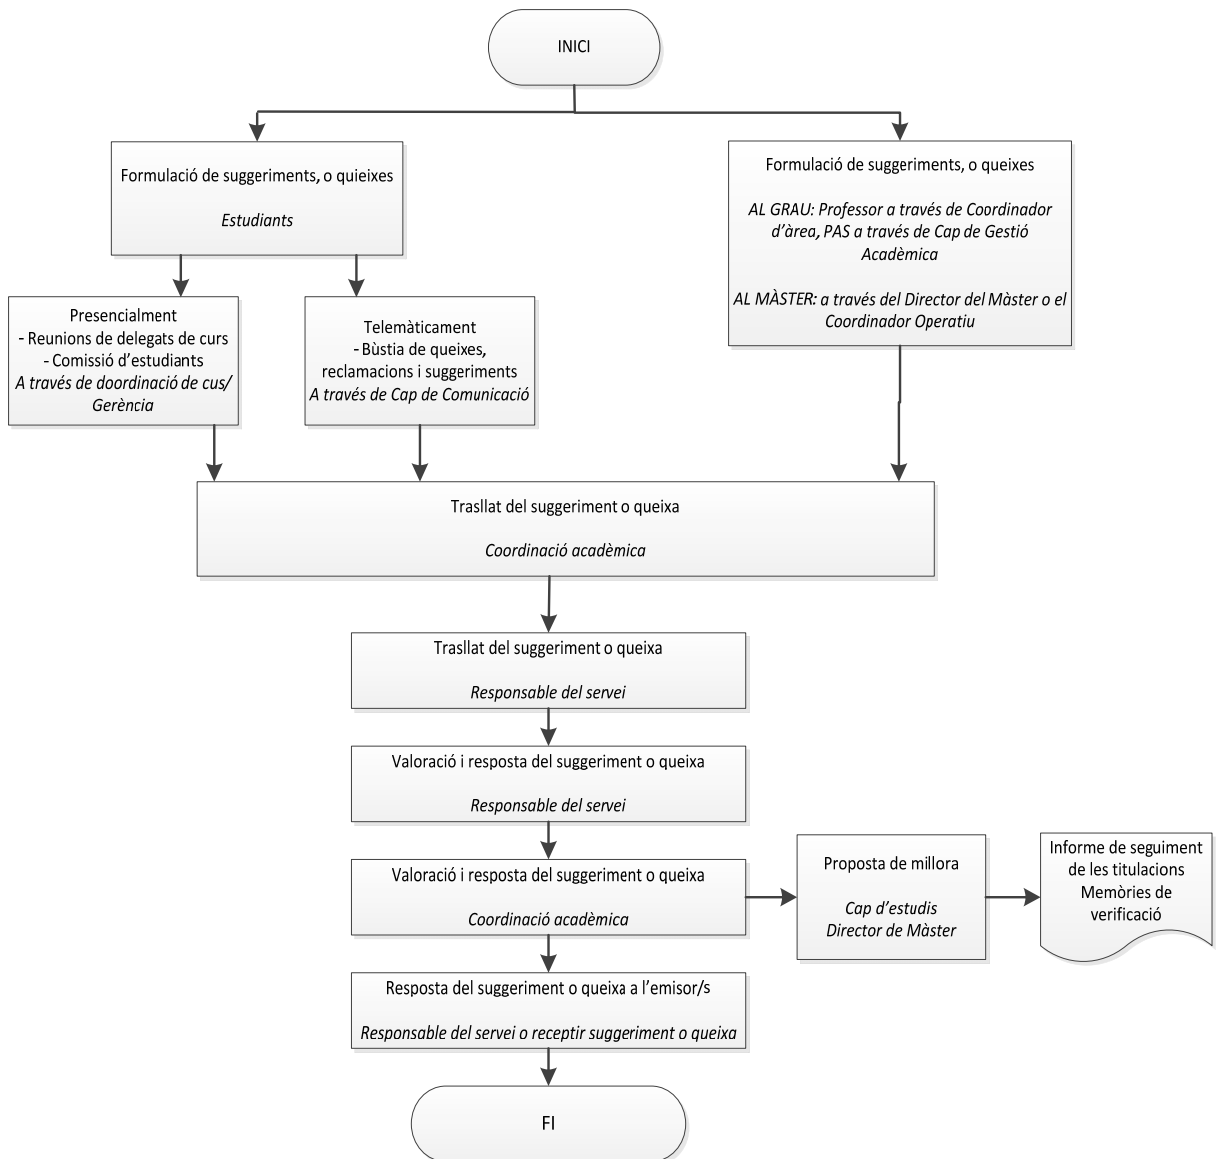 INICI
Formulació de suggeriments, o quieixes
Estudiants
Formulació de suggeriments, o queixes
AL GRAU: Professor a través de Coordinador
d'àrea, PAS a través de Cap de Gestió
Acadèmica
AL MÀSTER: a través del Director del Màster o el
Coordinador Operatiu
Presencialment
- Reunions de delegats de curs
- Comissió d'estudiants
A través de doordinació de cus/
Gerència
Telemàticament
- Bùstia de queixes,
reclamacions i suggeriments
A través de Cap de Comunicació
Trasllat del suggeriment o queixa
Coordinació acadèmica
Trasllat del suggeriment o queixa
Responsable del servei
Valoració i resposta del suggeriment o queixa
Responsable del servei
Valoració i resposta del suggeriment o queixa
Coordinació acadèmica
Proposta de millora
Cap d'estudis
Director de Màster
Informe de seguiment
de les titulacions
Memòries de
verificació
Resposta del suggeriment o queixa a l'emisor/s
Responsable del servei o receptir suggeriment o queixa
FI